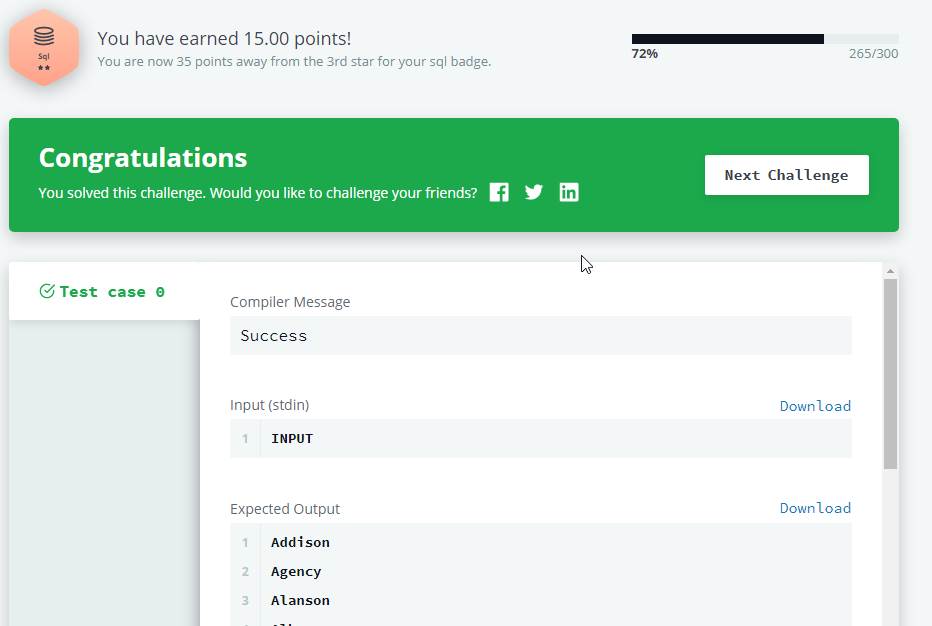 Sql
You have earned 15.00 points!
You are now 35 points away from the 3rd star for your sql badge.
72%
265/300
Congratulations
You solved this challenge. Would you like to challenge your friends?
Next Challenge
Test case 0
Compiler Message
Success
Input (stdin)
Download
1 INPUT
Expected Output
Download
1 Addison
2 Agency
3 Alanson